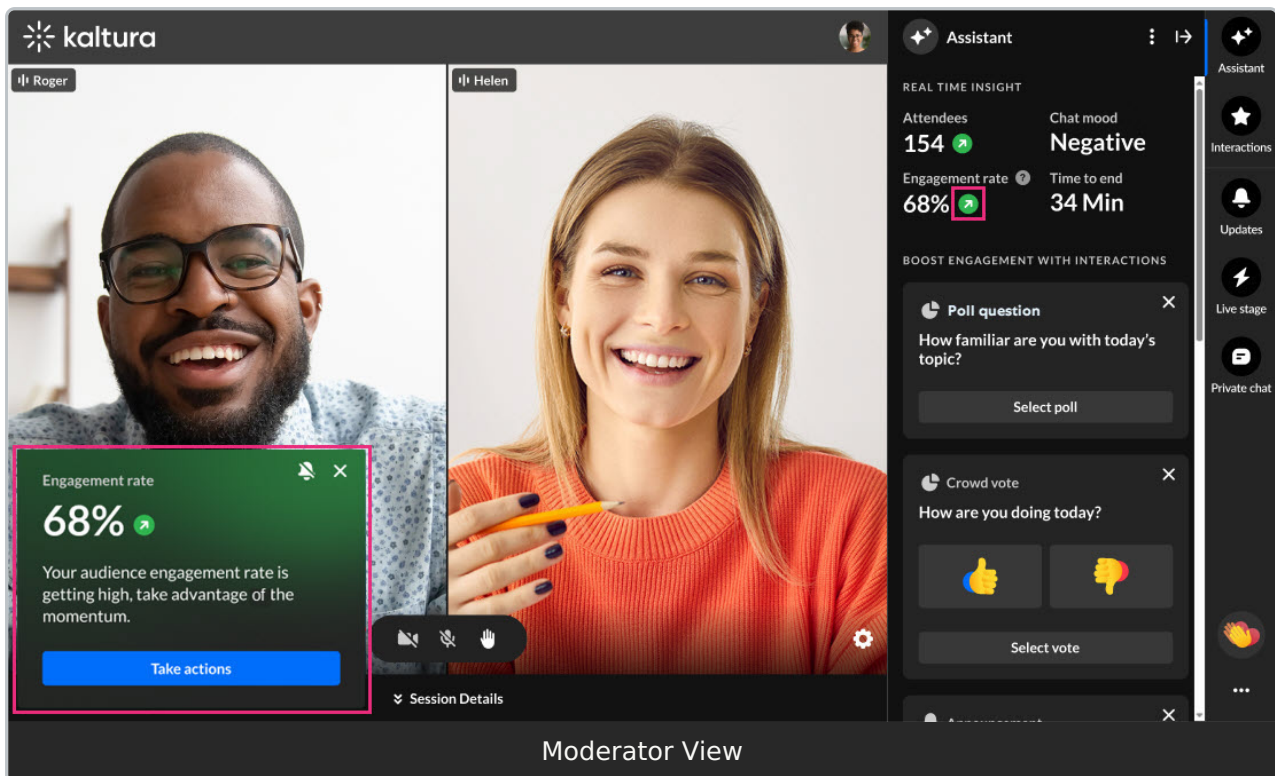 kaltura
Roger
Helen
Assistant
REAL TIME INSIGHT
Attendees
154
Chat mood
Negative
Engagement rate ?
68%
Time to end
34 Min
BOOST ENGAGEMENT WITH INTERACTIONS
Poll question
How familiar are you with today's
topic?
Select poll
Crowd vote
How are you doing today?
Select vote
Announcement
Assistant
Interactions
Updates
Live stage
Private chat
Engagement rate
68%
Your audience engagement rate is
getting high, take advantage of the
momentum.
Take actions
Session Details
Moderator View